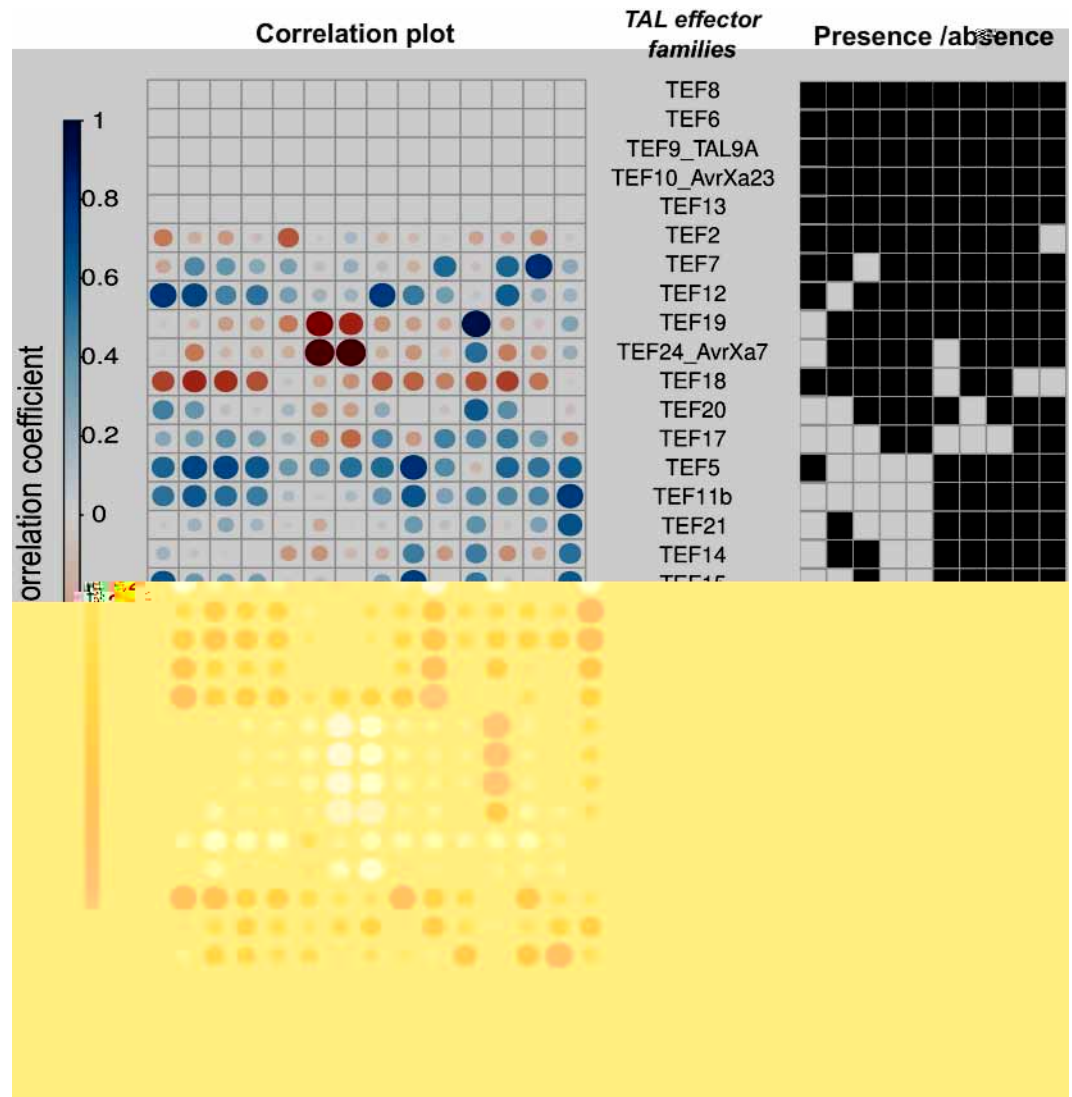 Correlation plot
TAL effector
families
Presence /absence
TEF8
TEF6
TEF9_TAL9A
TEF10_AvrXa23
TEF13
TEF2
TEF7
TEF12
TEF19
TEF24_AvrXa7
TEF18
TEF20
TEF17
TEF5
TEF11b
TEF21
TEF14
TEF15
1
0.8
0.6
0.4
0.2
0
orrelation coefficient